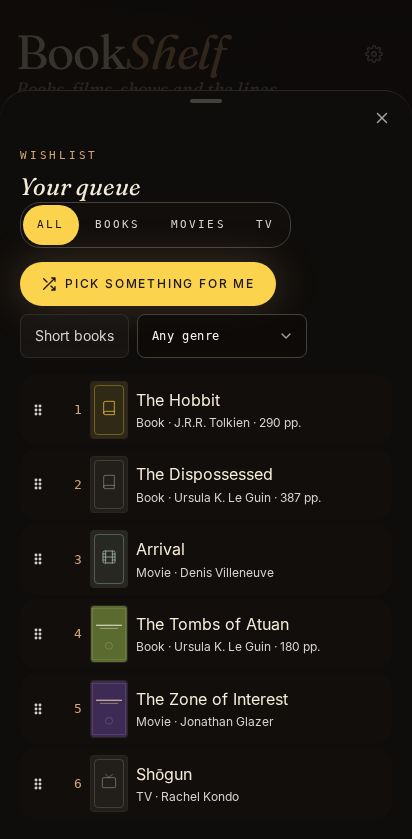 BookShelf
Books, films, shows and the lines
WISHLIST
Your queue
ALL BOOKS MOVIES TV
PICK SOMETHING FOR ME
Short books Any genre
1 The Hobbit
Book · J.R.R. Tolkien · 290 pp.
2 The Dispossessed
Book · Ursula K. Le Guin · 387 pp.
3 Arrival
Movie · Denis Villeneuve
4 The Tombs of Atuan
Book · Ursula K. Le Guin · 180 pp.
5 The Zone of Interest
Movie · Jonathan Glazer
6 Shōgun
TV · Rachel Kondo